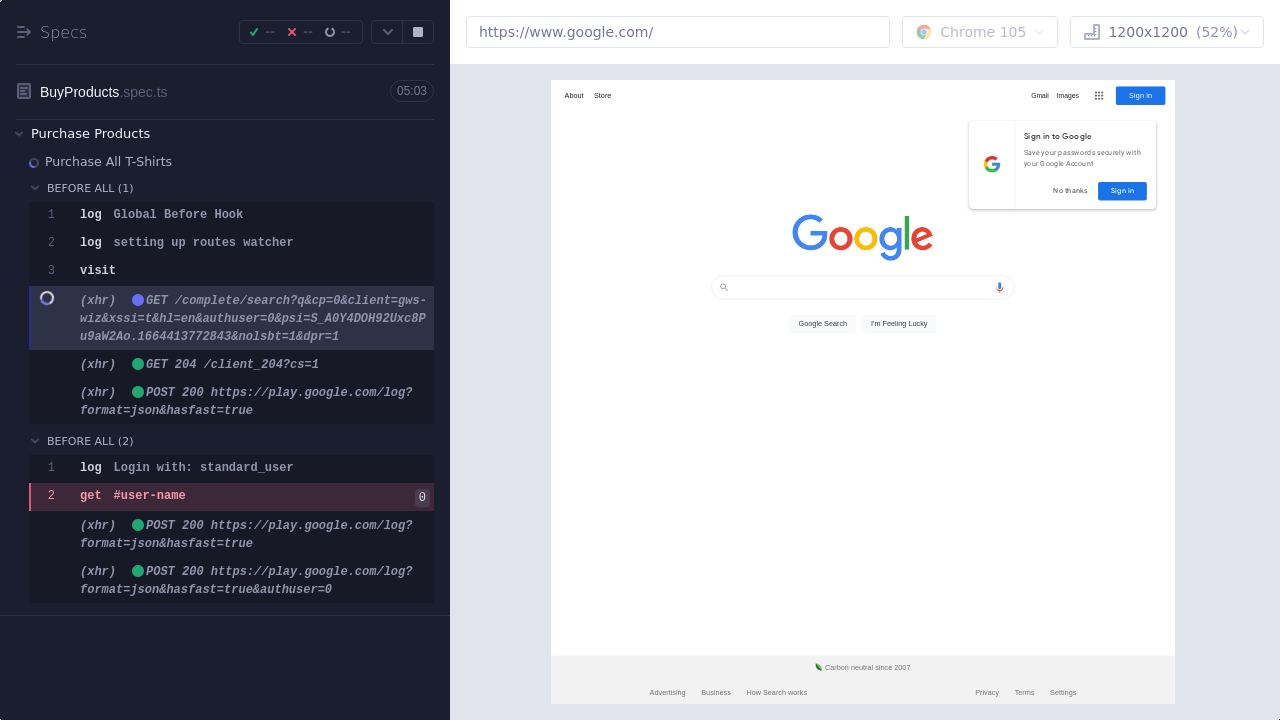 Specs
-- -- --
BuyProducts.spec.ts 05:03
Purchase Products
Purchase All T-Shirts
BEFORE ALL (1)
1 log Global Before Hook
2 log setting up routes watcher
3 visit
(xhr) GET /complete/search?q&cp=0&client=gws-
wiz&xssi=t&hl=en&authuser=0&psi=S_A0Y4DOH92Uxc8P
u9aW2Ao.1664413772843&nolsbt=1&dpr=1
(xhr) GET 204 /client_204?cs=1
(xhr) POST 200 https://play.google.com/log?
format=json&hasfast=true
BEFORE ALL (2)
1 log Login with: standard_user
2 get #user-name 0
(xhr) POST 200 https://play.google.com/log?
format=json&hasfast=true
(xhr) POST 200 https://play.google.com/log?
format=json&hasfast=true&authuser=0
https://www.google.com/ Chrome 105 1200x1200 (52%)
About Store Gmail Images Sign in
Sign in to Google
Save your passwords securely with
your Google Account
No thanks Sign in
Google
Google Search I'm Feeling Lucky
Carbon neutral since 2007
Advertising Business How Search works Privacy Terms Settings